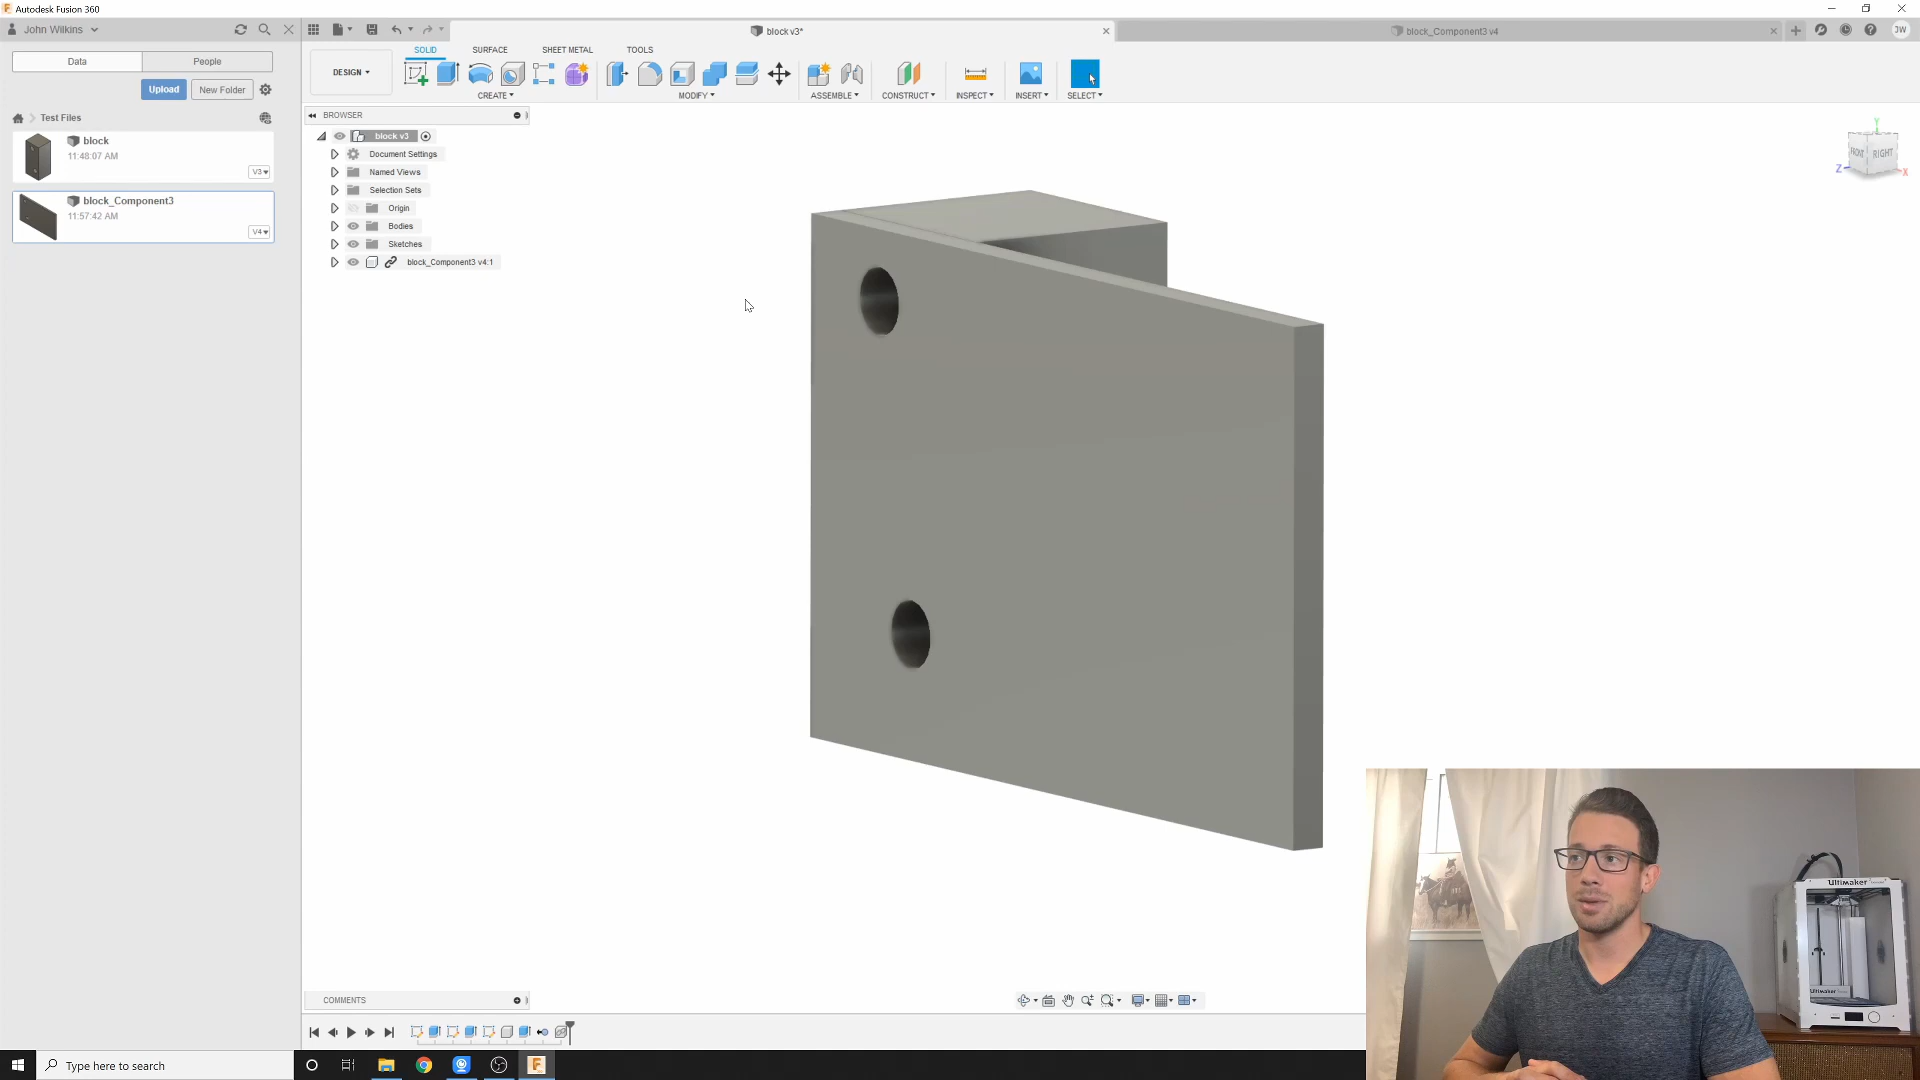 Autodesk Fusion 360
John Wilkins
block v3*
block_Component3 v4
JW
Data
People
SOLID
SURFACE
SHEET METAL
TOOLS
DESIGN
Upload
New Folder
CREATE
MODIFY
ASSEMBLE
CONSTRUCT
INSPECT
INSERT
SELECT
Test Files
BROWSER
block
11:48:07 AM
V3
block_Component3
11:57:42 AM
V4
block v3
Document Settings
Named Views
Selection Sets
Origin
Bodies
Sketches
block_Component3 v4:1
Y
FRONT
RIGHT
Z
X
Ultimaker
Ultimaker
COMMENTS
Type here to search